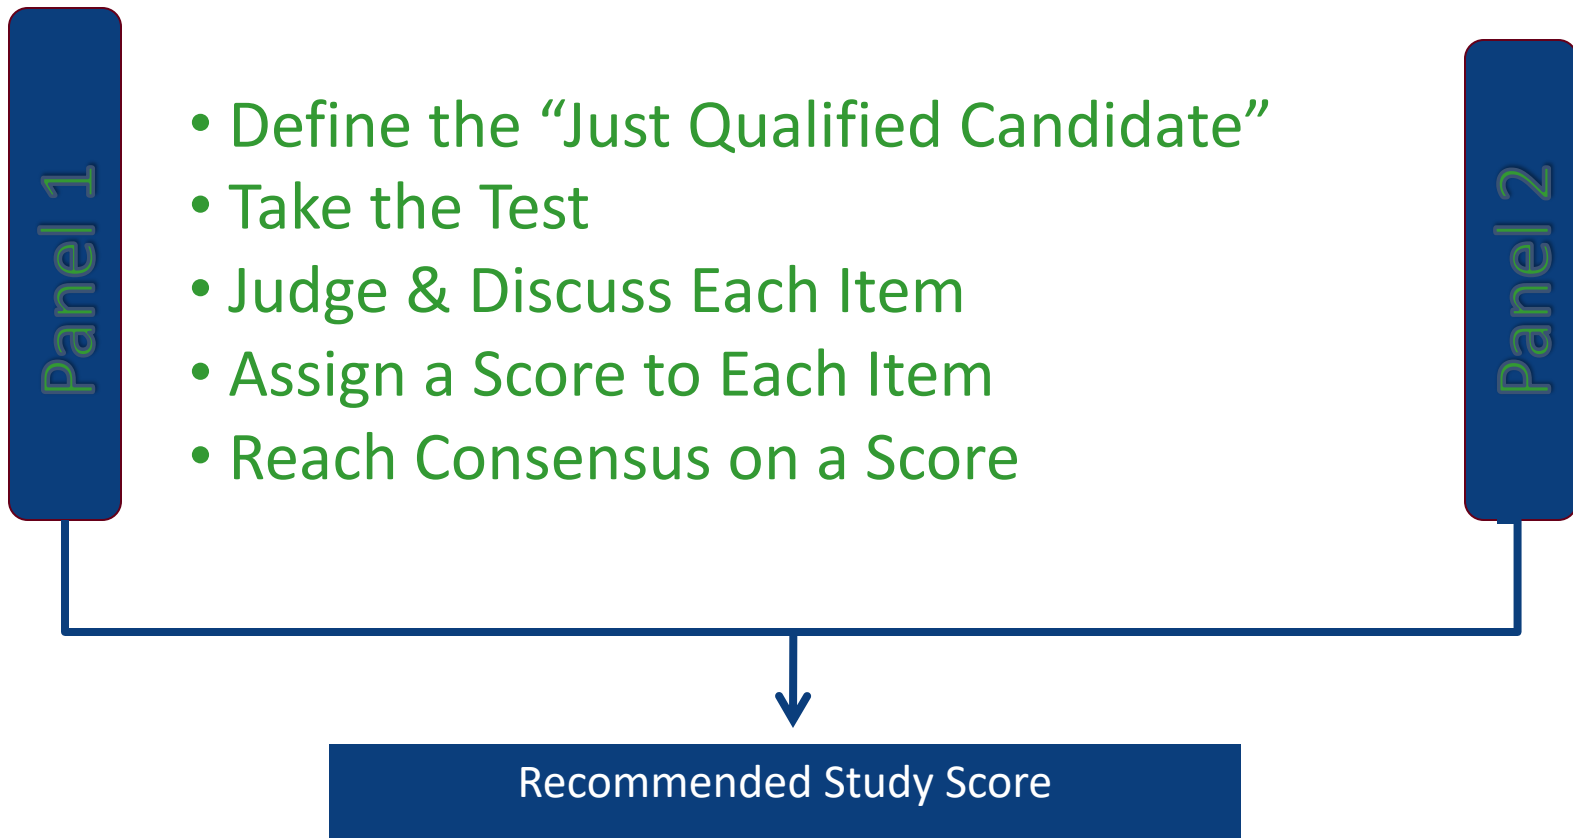 Panel 1
• Define the “Just Qualified Candidate”
• Take the Test
• Judge & Discuss Each Item
• Assign a Score to Each Item
• Reach Consensus on a Score
Panel 2
Recommended Study Score